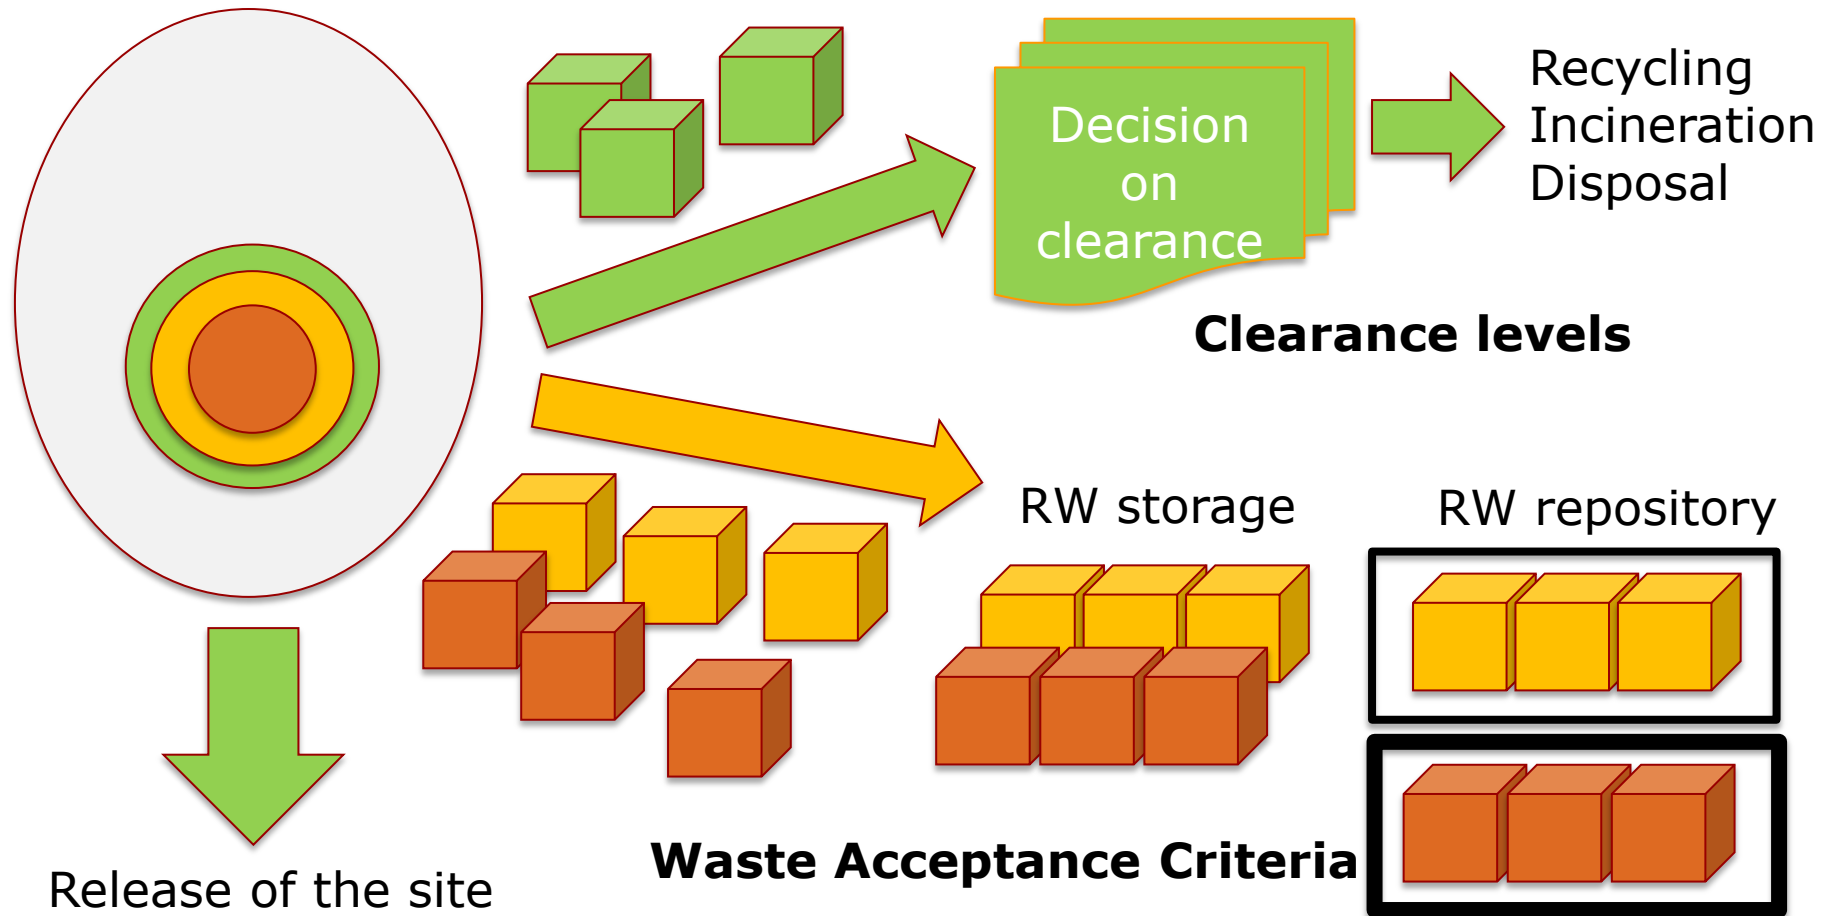 Decision
on
clearance
Recycling
Incineration
Disposal
Clearance levels
RW storage
RW repository
Waste Acceptance Criteria
Release of the site